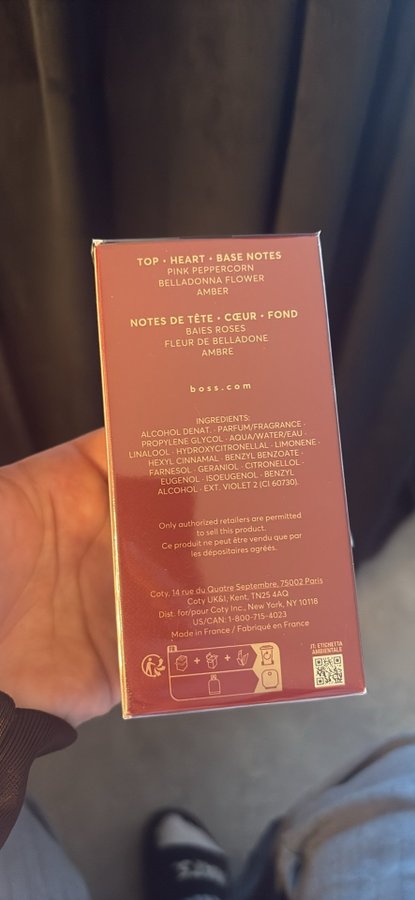 TOP • HEART • BASE NOTES
PINK PEPPERCORN
BELLADONNA FLOWER
AMBER
NOTES DE TÊTE • CŒUR • FOND
BAIES ROSES
FLEUR DE BELLADONE
AMBRE
boss.com
INGREDIENTS:
ALCOHOL DENAT. · PARFUM/FRAGRANCE ·
PROPYLENE GLYCOL · AQUA/WATER/EAU ·
LINALOOL · HYDROXYCITRONELLAL · LIMONENE ·
HEXYL CINNAMAL · BENZYL BENZOATE ·
FARNESOL · GERANIOL · CITRONELLOL ·
EUGENOL · ISOEUGENOL · BENZYL
ALCOHOL · EXT. VIOLET 2 (CI 60730).
Only authorized retailers are permitted
to sell this product.
Ce produit ne peut être vendu que par
les dépositaires agréés.
Coty, 14 rue du Quatre Septembre, 75002 Paris
Coty UK&I, Kent, TN25 4AQ
Dist. for/pour Coty Inc., New York, NY 10118
US/CAN: 1-800-715-4023
Made in France / Fabriqué en France
FR
IT: ETICHETTA
AMBIENTALE